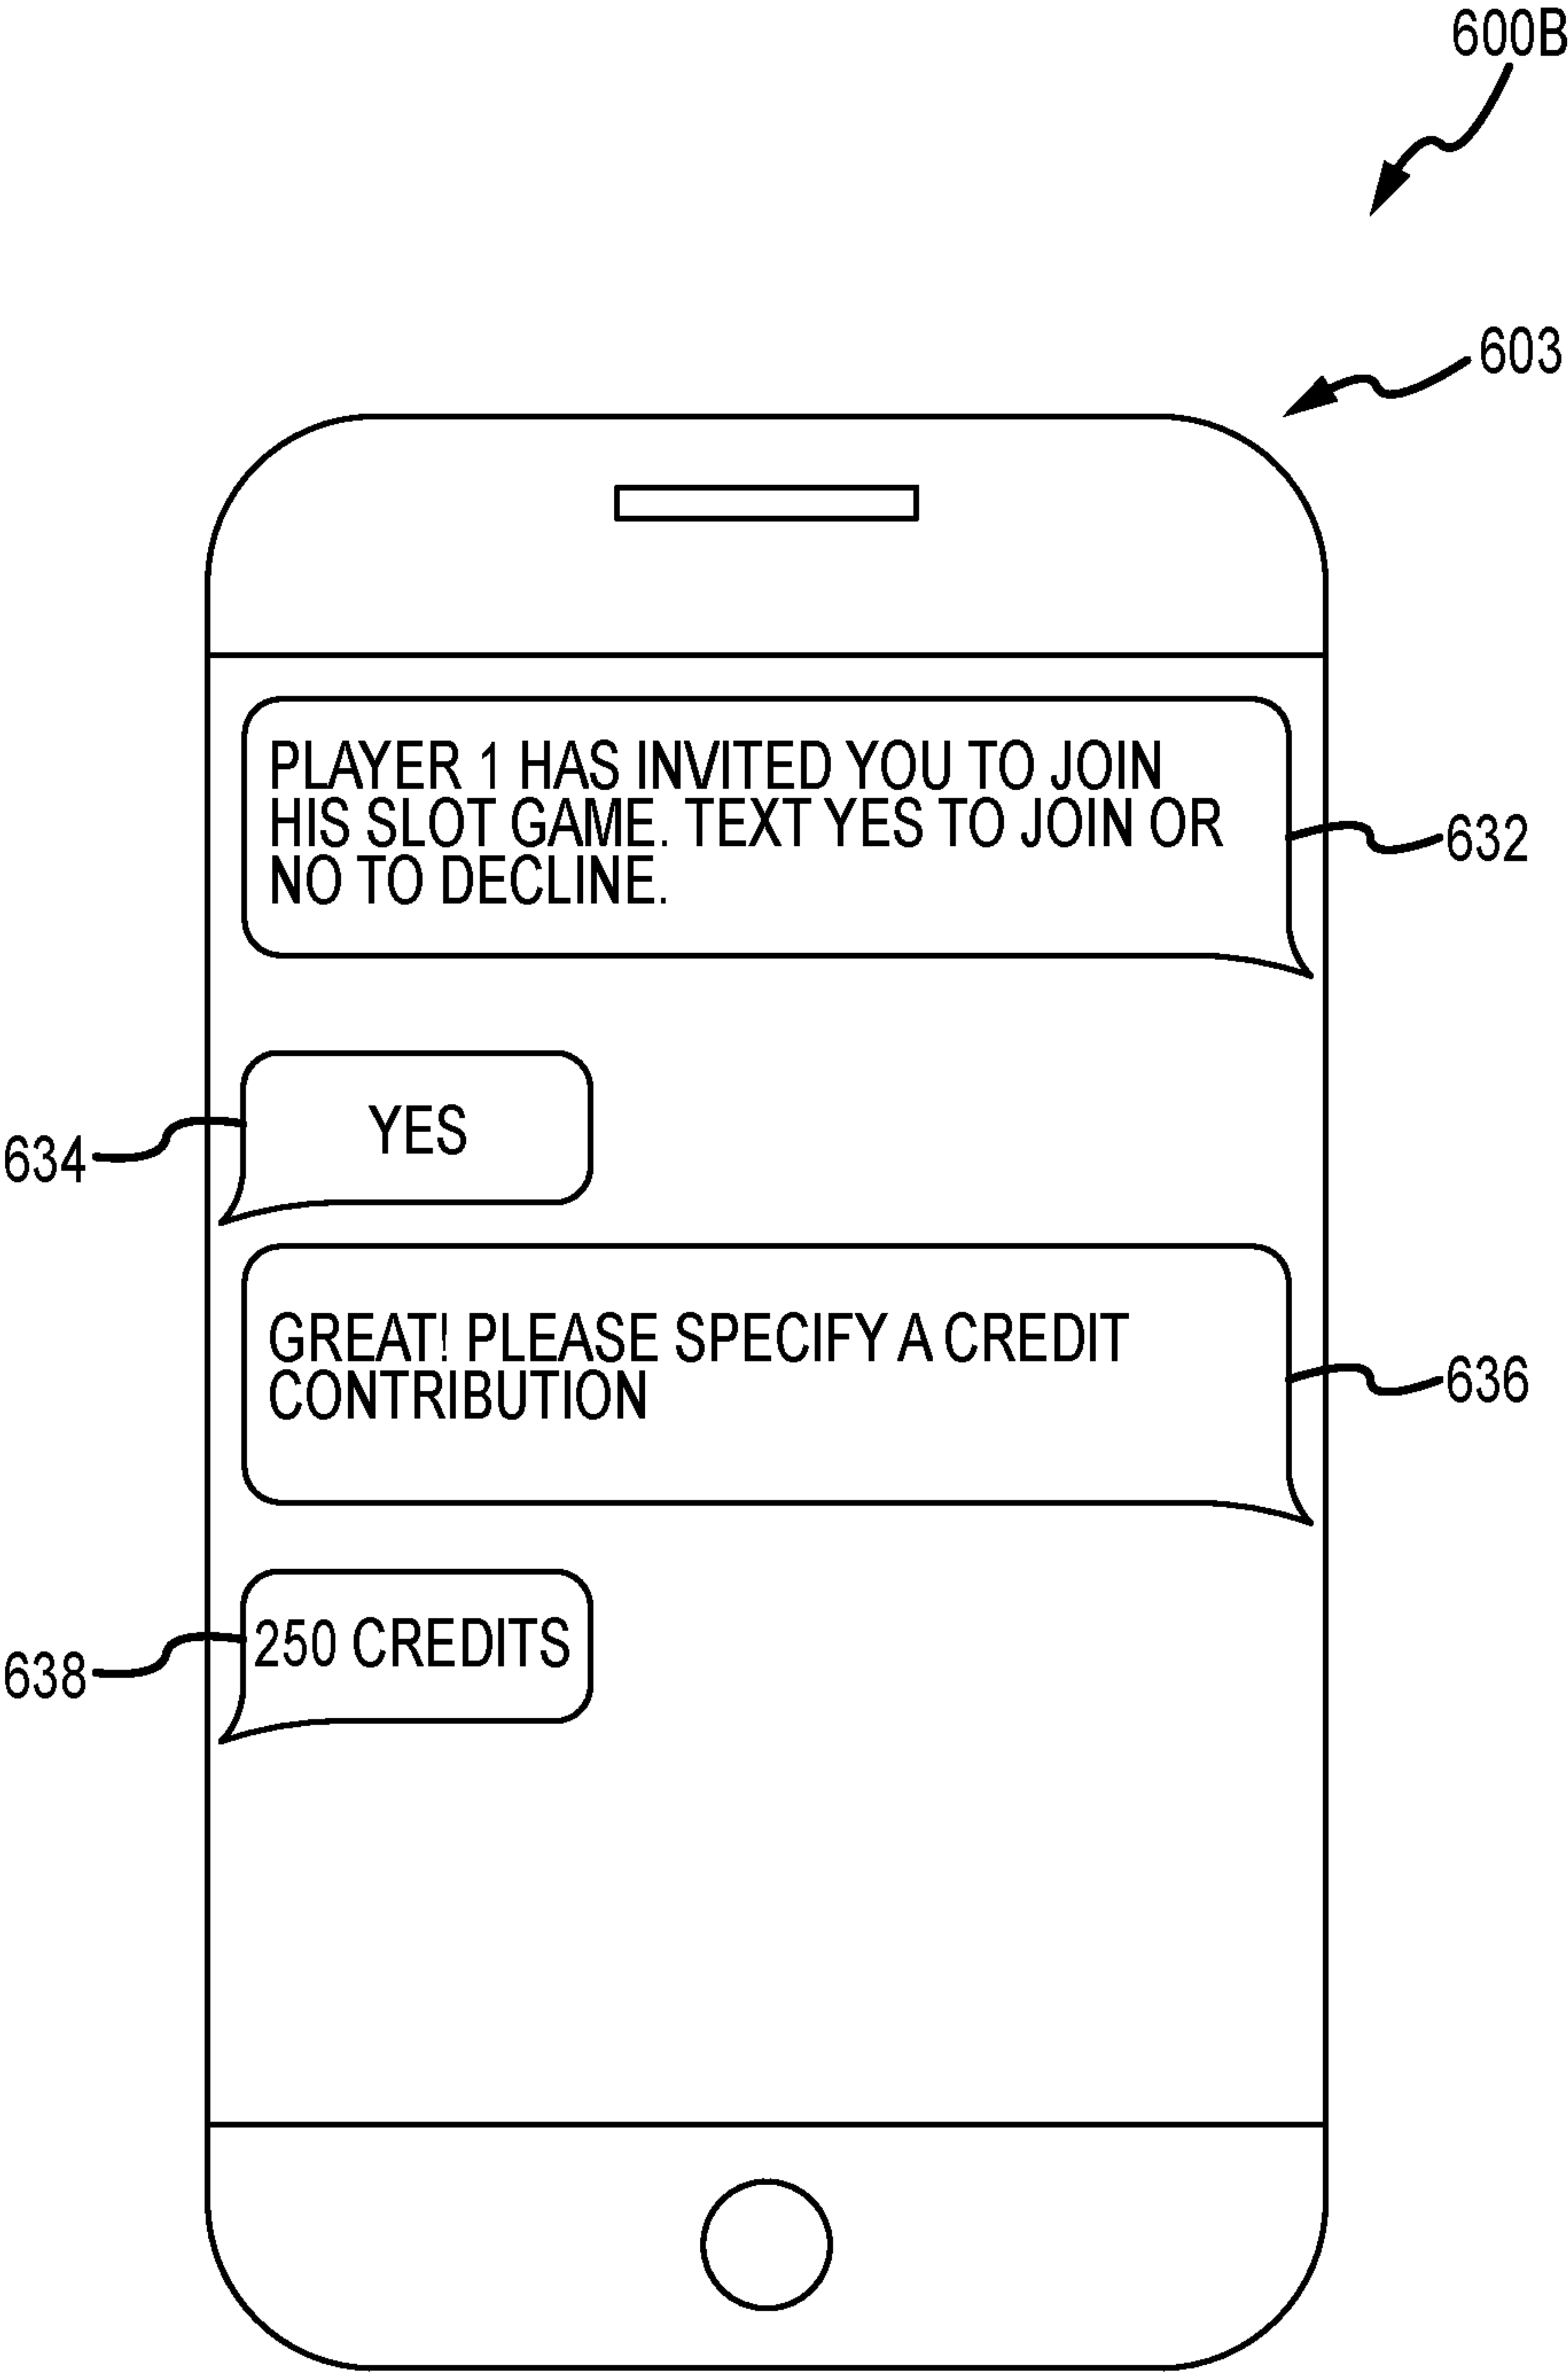 600B
603
PLAYER 1 HAS INVITED YOU TO JOIN
HIS SLOT GAME. TEXT YES TO JOIN OR
NO TO DECLINE.
632
YES
634
GREAT! PLEASE SPECIFY A CREDIT
CONTRIBUTION
636
250 CREDITS
638